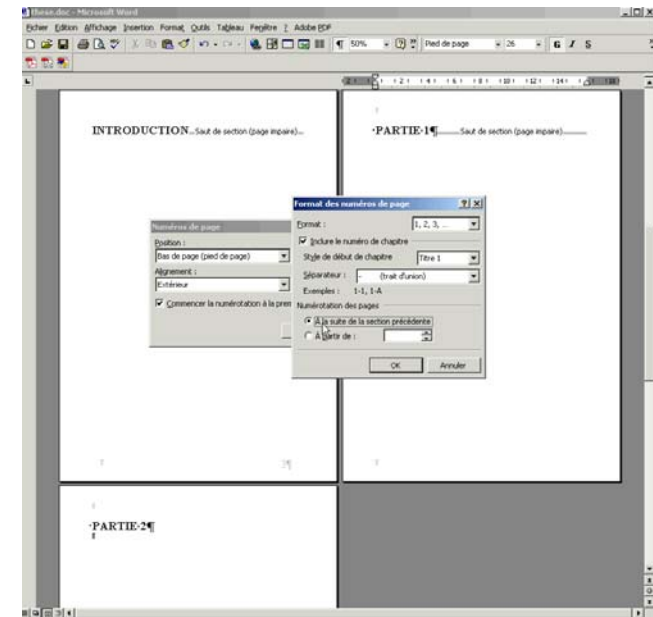 these.doc - Microsoft Word
Fichier Edition Affichage Insertion Format Outils Tableau Fenêtre ? Adobe PDF
50% Pied de page 26 G I S
INTRODUCTION Saut de section (page impaire)
PARTIE·1¶ Saut de section (page impaire)
Numéros de page
Position :
Bas de page (pied de page)
Alignement :
Extérieur
Commencer la numérotation à la prem
Format des numéros de page
Format : 1, 2, 3, ...
Inclure le numéro de chapitre
Style de début de chapitre Titre 1
Séparateur : - (trait d'union)
Exemples : 1-1, 1-A
Numérotation des pages
À la suite de la section précédente
À partir de :
OK Annuler
·PARTIE·2¶